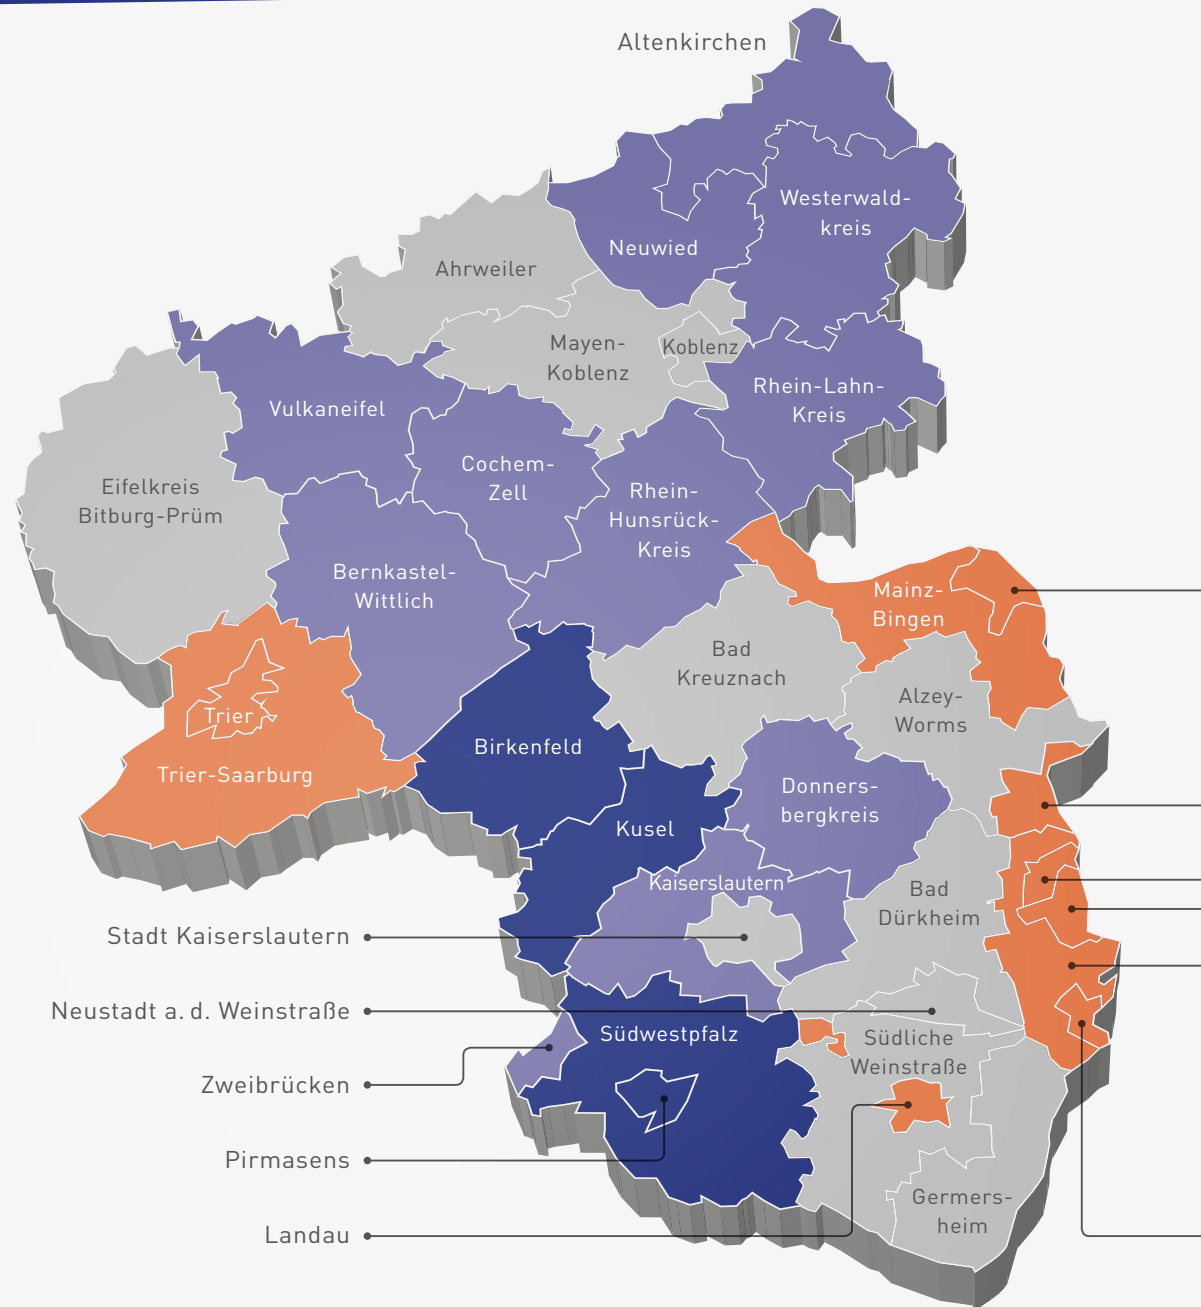 Altenkirchen
Westerwald-
kreis
Neuwied
Ahrweiler
Mayen-
Koblenz
Koblenz
Rhein-Lahn-
Kreis
Vulkaneifel
Cochem-
Zell
Eifelkreis
Bitburg-Prüm
Rhein-
Hunsrück-
Kreis
Bernkastel-
Wittlich
Mainz-
Bingen
Bad
Kreuznach
Alzey-
Worms
Trier
Trier-Saarburg
Birkenfeld
Donners-
bergkreis
Kusel
Kaiserslautern
Bad
Dürkheim
Stadt Kaiserslautern
Neustadt a. d. Weinstraße
Südwestpfalz
Südliche
Weinstraße
Zweibrücken
Pirmasens
Germers-
heim
Landau